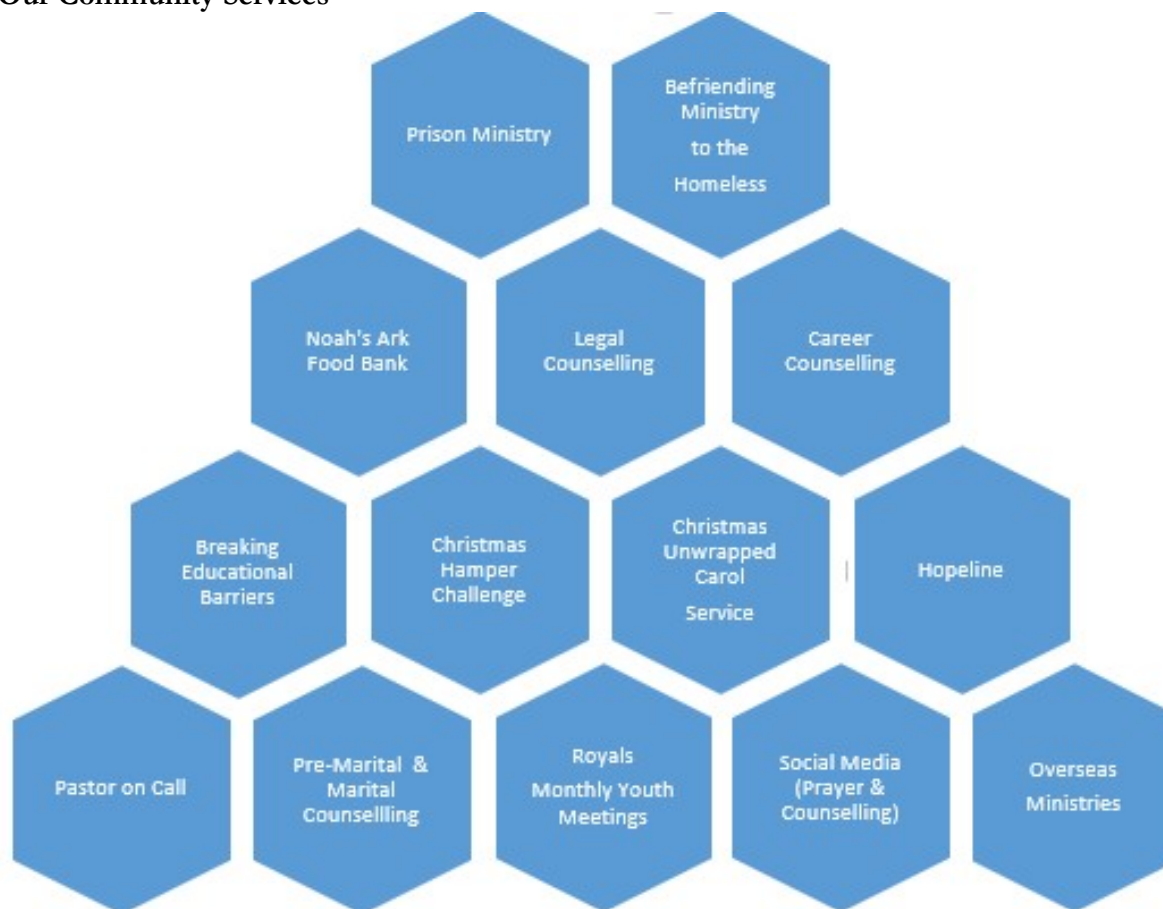 Our Community Services
Prison Ministry
Befriending
Ministry
to the
Homeless
Noah's Ark
Food Bank
Legal
Counselling
Career
Counselling
Breaking
Educational
Barriers
Christmas
Hamper
Challenge
Christmas
Unwrapped
Carol
Service
Hopeline
Pastor on Call
Pre-Marital &
Marital
Counsellling
Royals
Monthly Youth
Meetings
Social Media
(Prayer &
Counselling)
Overseas
Ministries